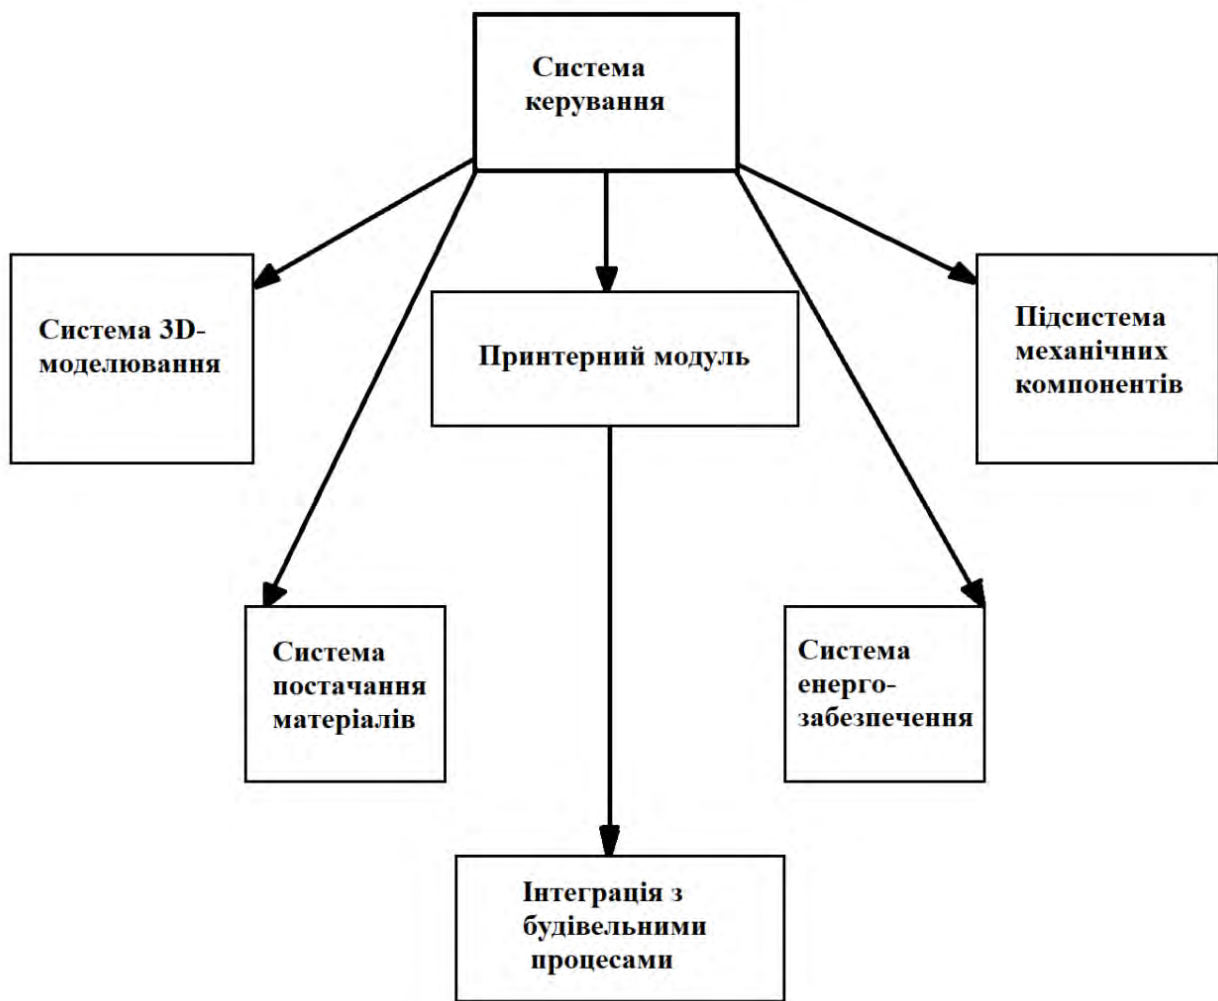 Система
керування
Система 3D-
моделювання
Принтерний модуль
Підсистема
механічних
компонентів
Система
постачання
матеріалів
Система
енерго-
забезпечення
Інтеграція з
будівельними
процесами